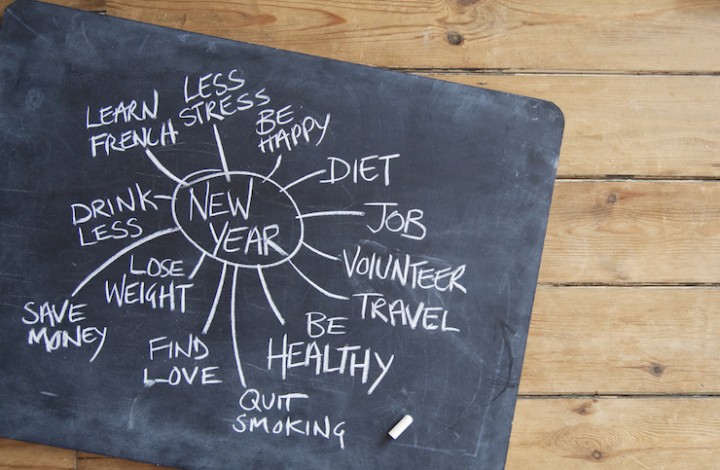 NEW
YEAR
LESS
STRESS
BE
HAPPY
DIET
JOB
VOLUNTEER
TRAVEL
BE
HEALTHY
QUIT
SMOKING
FIND
LOVE
LOSE
WEIGHT
SAVE
MONEY
DRINK
LESS
LEARN
FRENCH